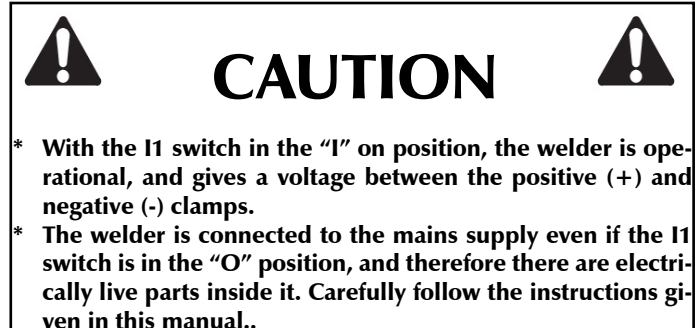 CAUTION
* With the I1 switch in the “I” on position, the welder is ope-
rational, and gives a voltage between the positive (+) and
negative (-) clamps.
* The welder is connected to the mains supply even if the I1
switch is in the “O” position, and therefore there are electri-
cally live parts inside it. Carefully follow the instructions gi-
ven in this manual..